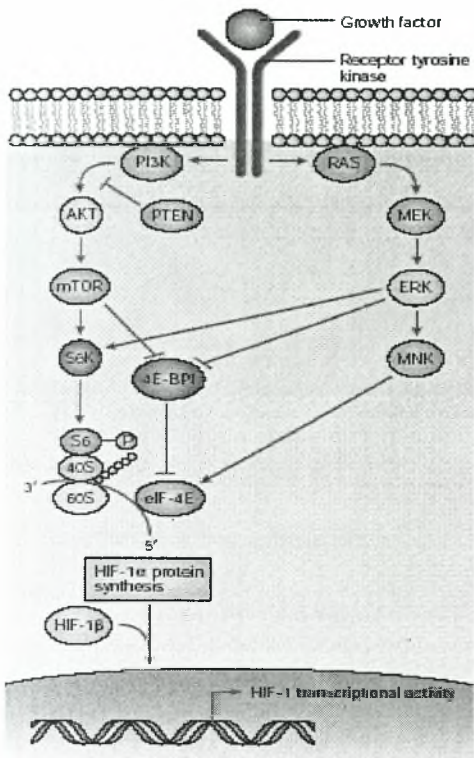 Growth factor
Receptor tyrosine
kinase
PI3K
RAS
AKT
PTEN
MEK
mTOR
ERK
S6K
4E-BPI
MNK
S6
P
40S
3′
60S
eIF-4E
5′
HIF-1α protein
synthesis
HIF-1β
HIF-1 transcriptional activity